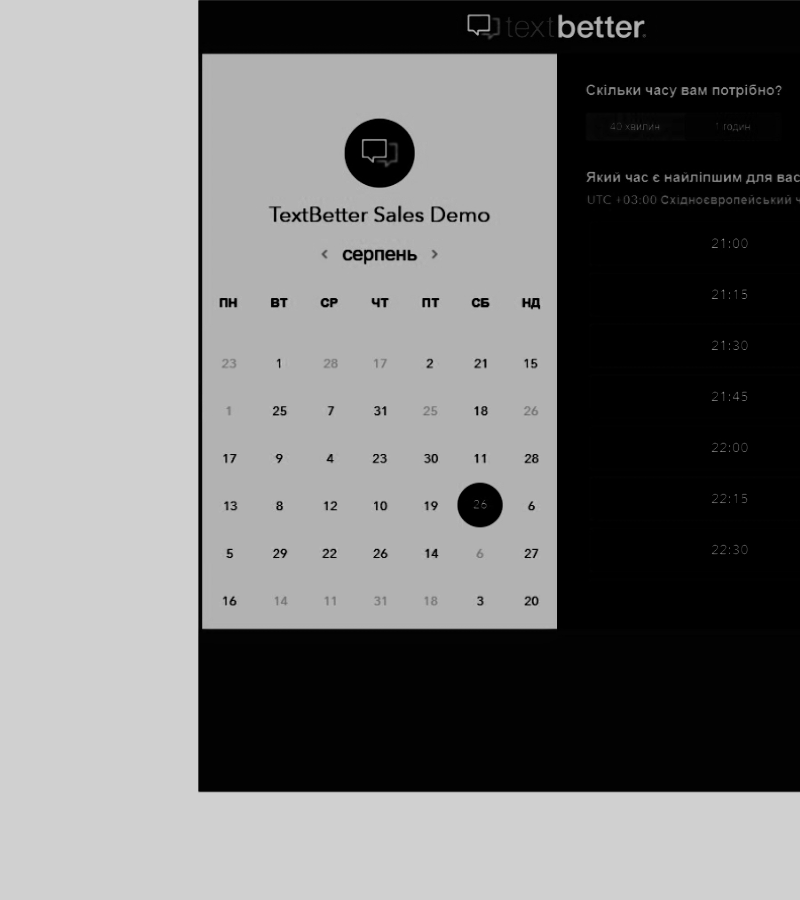 textbetter.
TextBetter Sales Demo
серпень
ПН ВТ СР ЧТ ПТ СБ НД
23 1 28 17 2 21 15
1 25 7 31 25 18 26
17 9 4 23 30 11 28
13 8 12 10 19 26 6
5 29 22 26 14 6 27
16 14 11 31 18 3 20
Скільки часу вам потрібно?
40 хвилин 1 годин
Який час є найліпшим для вас
UTC +03:00 Східноєвропейський ч
21:00
21:15
21:30
21:45
22:00
22:15
22:30